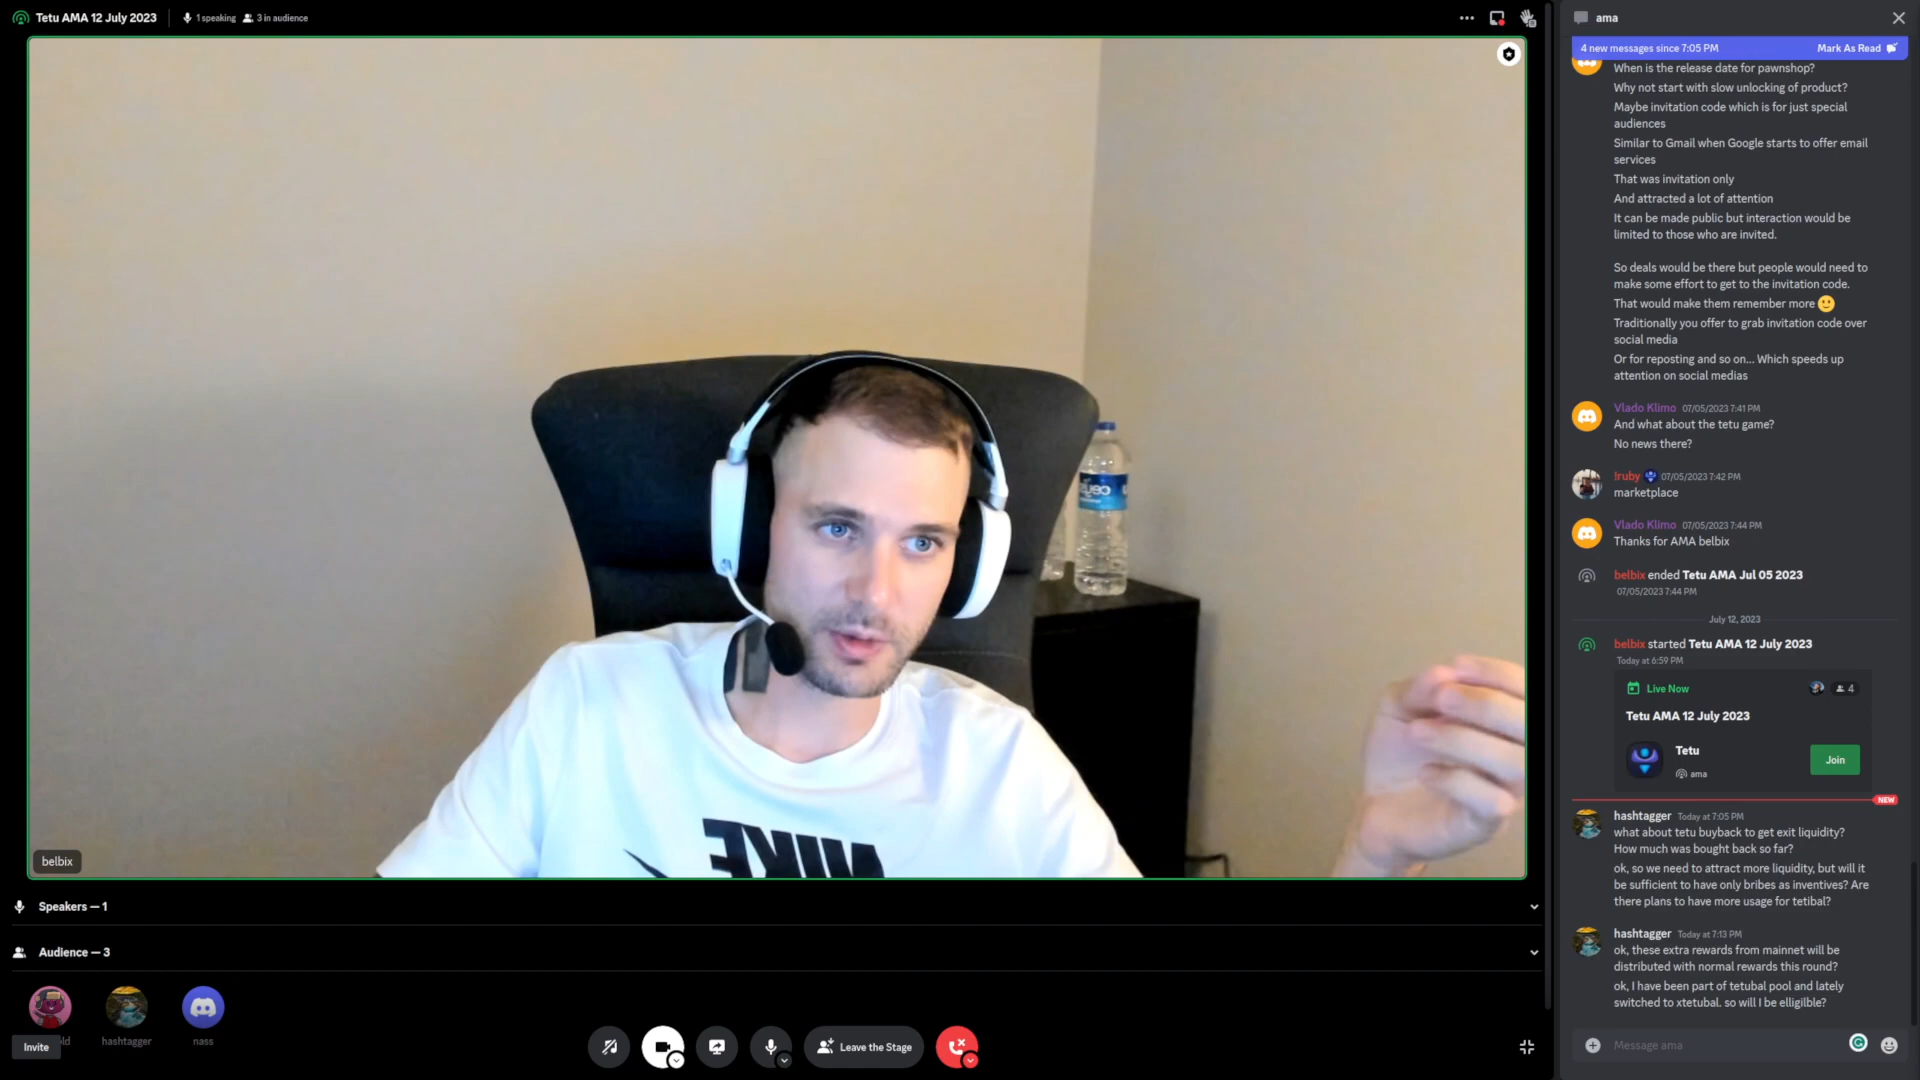 Tetu AMA 12 July 2023
1 speaking
3 in audience
NIKE
belbix
Speakers — 1
Audience — 3
hashtagger
nass
Invite
Leave the Stage
ama
4 new messages since 7:05 PM
Mark As Read
When is the release date for pawnshop?
Why not start with slow unlocking of product?
Maybe invitation code which is for just special
audiences
Similar to Gmail when Google starts to offer email
services
That was invitation only
And attracted a lot of attention
It can be made public but interaction would be
limited to those who are invited.
So deals would be there but people would need to
make some effort to get to the invitation code.
That would make them remember more 🙂
Traditionally you offer to grab invitation code over
social media
Or for reposting and so on... Which speeds up
attention on social medias
Vlado Klimo 07/05/2023 7:41 PM
And what about the tetu game?
No news there?
!ruby 07/05/2023 7:42 PM
marketplace
Vlado Klimo 07/05/2023 7:44 PM
Thanks for AMA belbix
belbix ended Tetu AMA Jul 05 2023
07/05/2023 7:44 PM
July 12, 2023
belbix started Tetu AMA 12 July 2023
Today at 6:59 PM
Live Now
4
Tetu AMA 12 July 2023
Tetu
ama
Join
NEW
hashtagger Today at 7:05 PM
what about tetu buyback to get exit liquidity?
How much was bought back so far?
ok, so we need to attract more liquidity, but will it
be sufficient to have only bribes as inventives? Are
there plans to have more usage for tetibal?
hashtagger Today at 7:13 PM
ok, these extra rewards from mainnet will be
distributed with normal rewards this round?
ok, I have been part of tetubal pool and lately
switched to xtetubal. so will I be elligilble?
Message ama